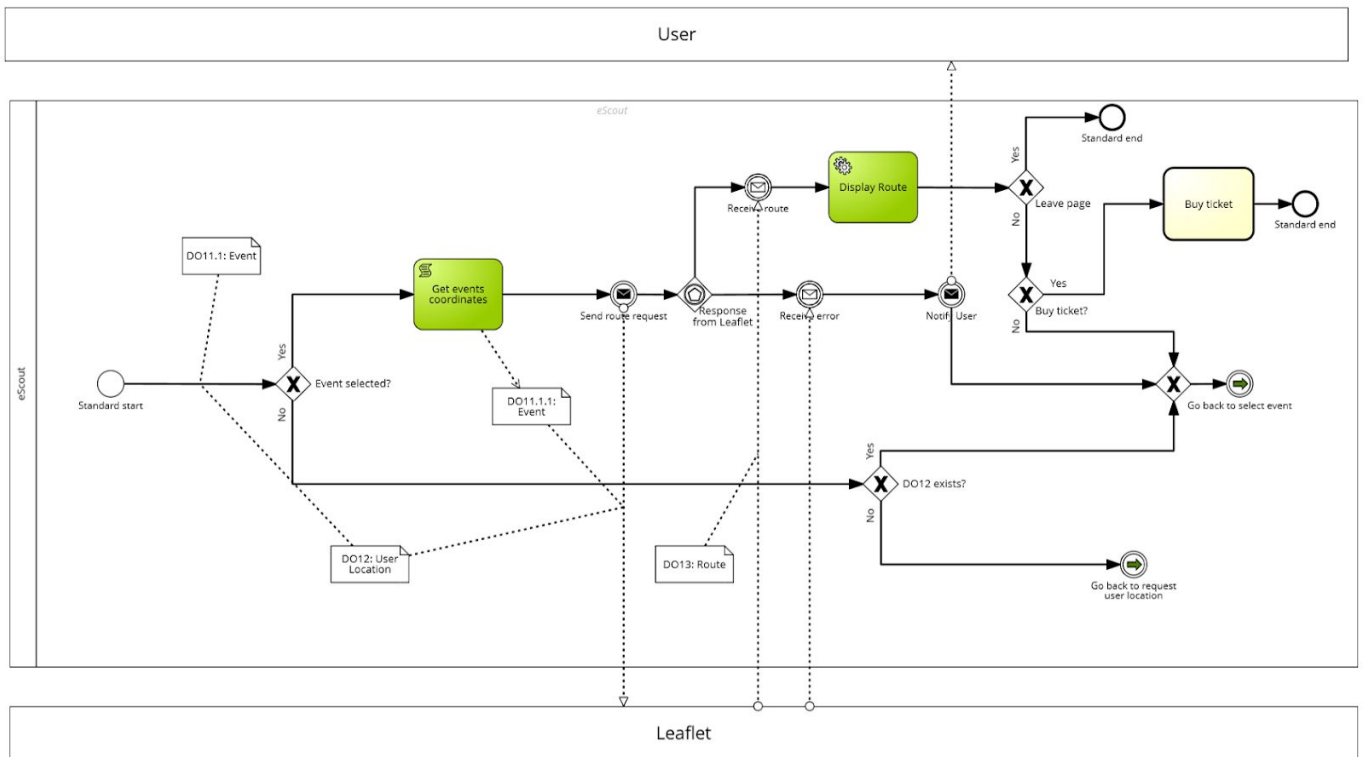 User
eScout
eScout
Standard end
Yes
Leave page
No
Display Route
Receive route
Buy ticket
Standard end
DO11.1: Event
Get events
coordinates
Send route request
Response
from Leaflet
Receive error
Notify User
Yes
Buy ticket?
No
Standard start
Yes
Event selected?
No
DO11.1.1:
Event
Go back to select event
Yes
DO12 exists?
No
DO12: User
Location
DO13: Route
Go back to request
user location
Leaflet